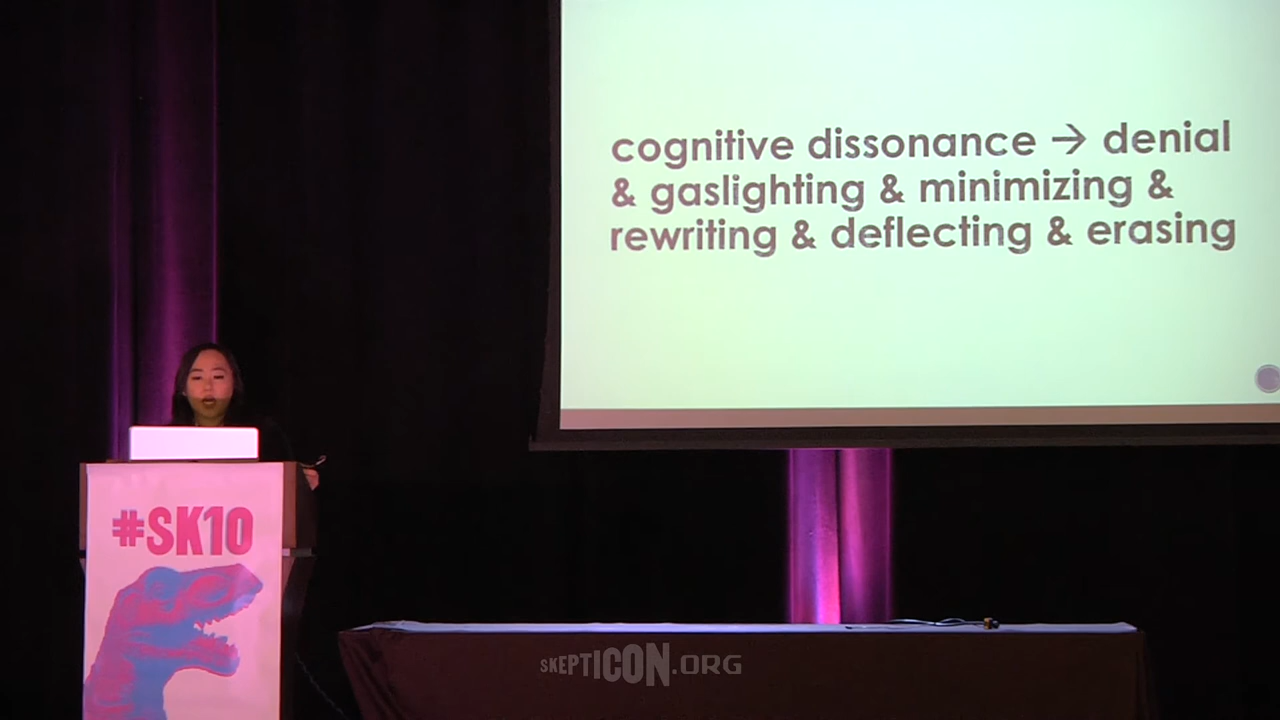 cognitive dissonance → denial
& gaslighting & minimizing &
rewriting & deflecting & erasing
#SK10
SKEPTICON.ORG